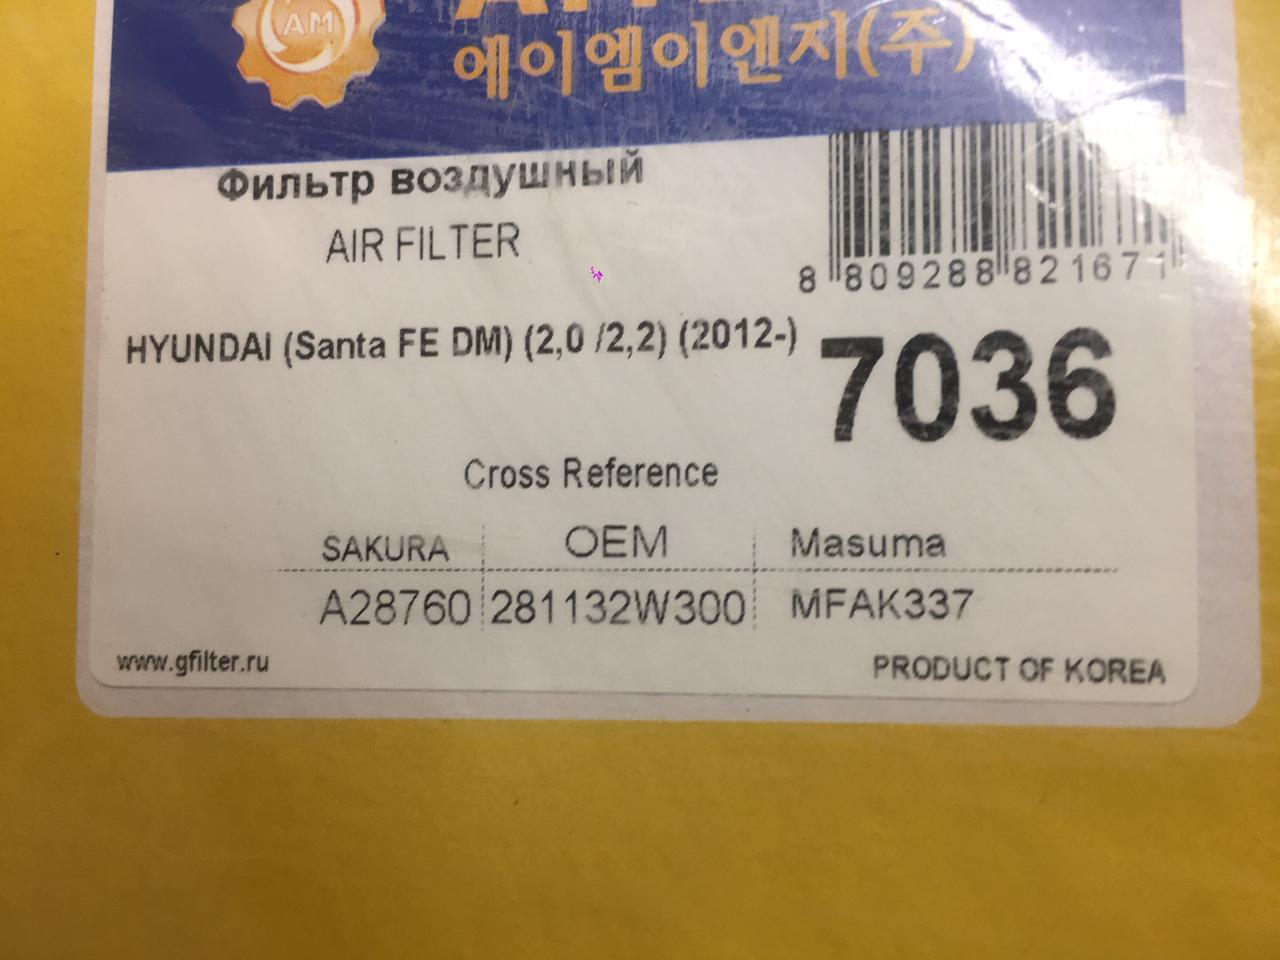 AM
에이엠이엔지(주)
Фильтр воздушный
AIR FILTER
8 809288 821671
HYUNDAI (Santa FE DM) (2,0 /2,2) (2012-)
7036
Cross Reference
SAKURA OEM Masuma
A28760 281132W300 MFAK337
www.gfilter.ru
PRODUCT OF KOREA